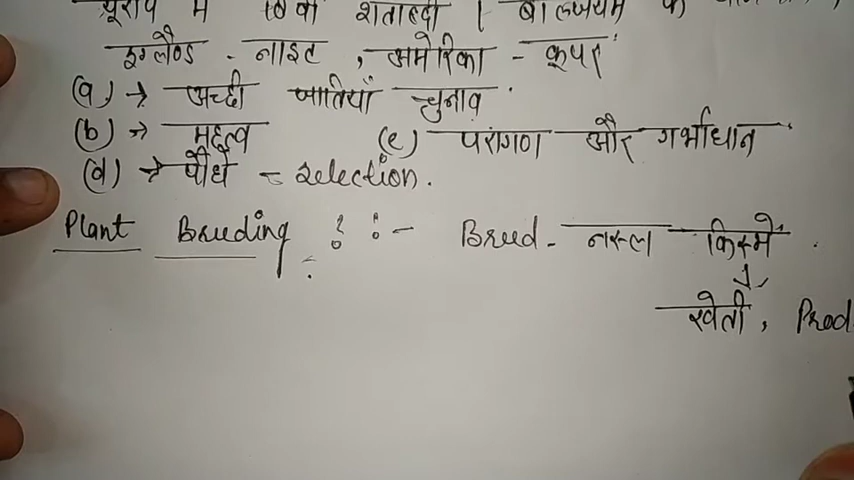 यूरोप में 18वी शताब्दी । बेल्जियम के
इंग्लैण्ड - नाइट , अमेरिका - कूपर
(a) → अच्छी जातियाँ चुनाव
(b) → महत्व (c) परागण और गर्भाधान
(d) → पौधे = selection.
Plant Breeding ? :- Breed - नस्ल किस्में
खेती, Prod